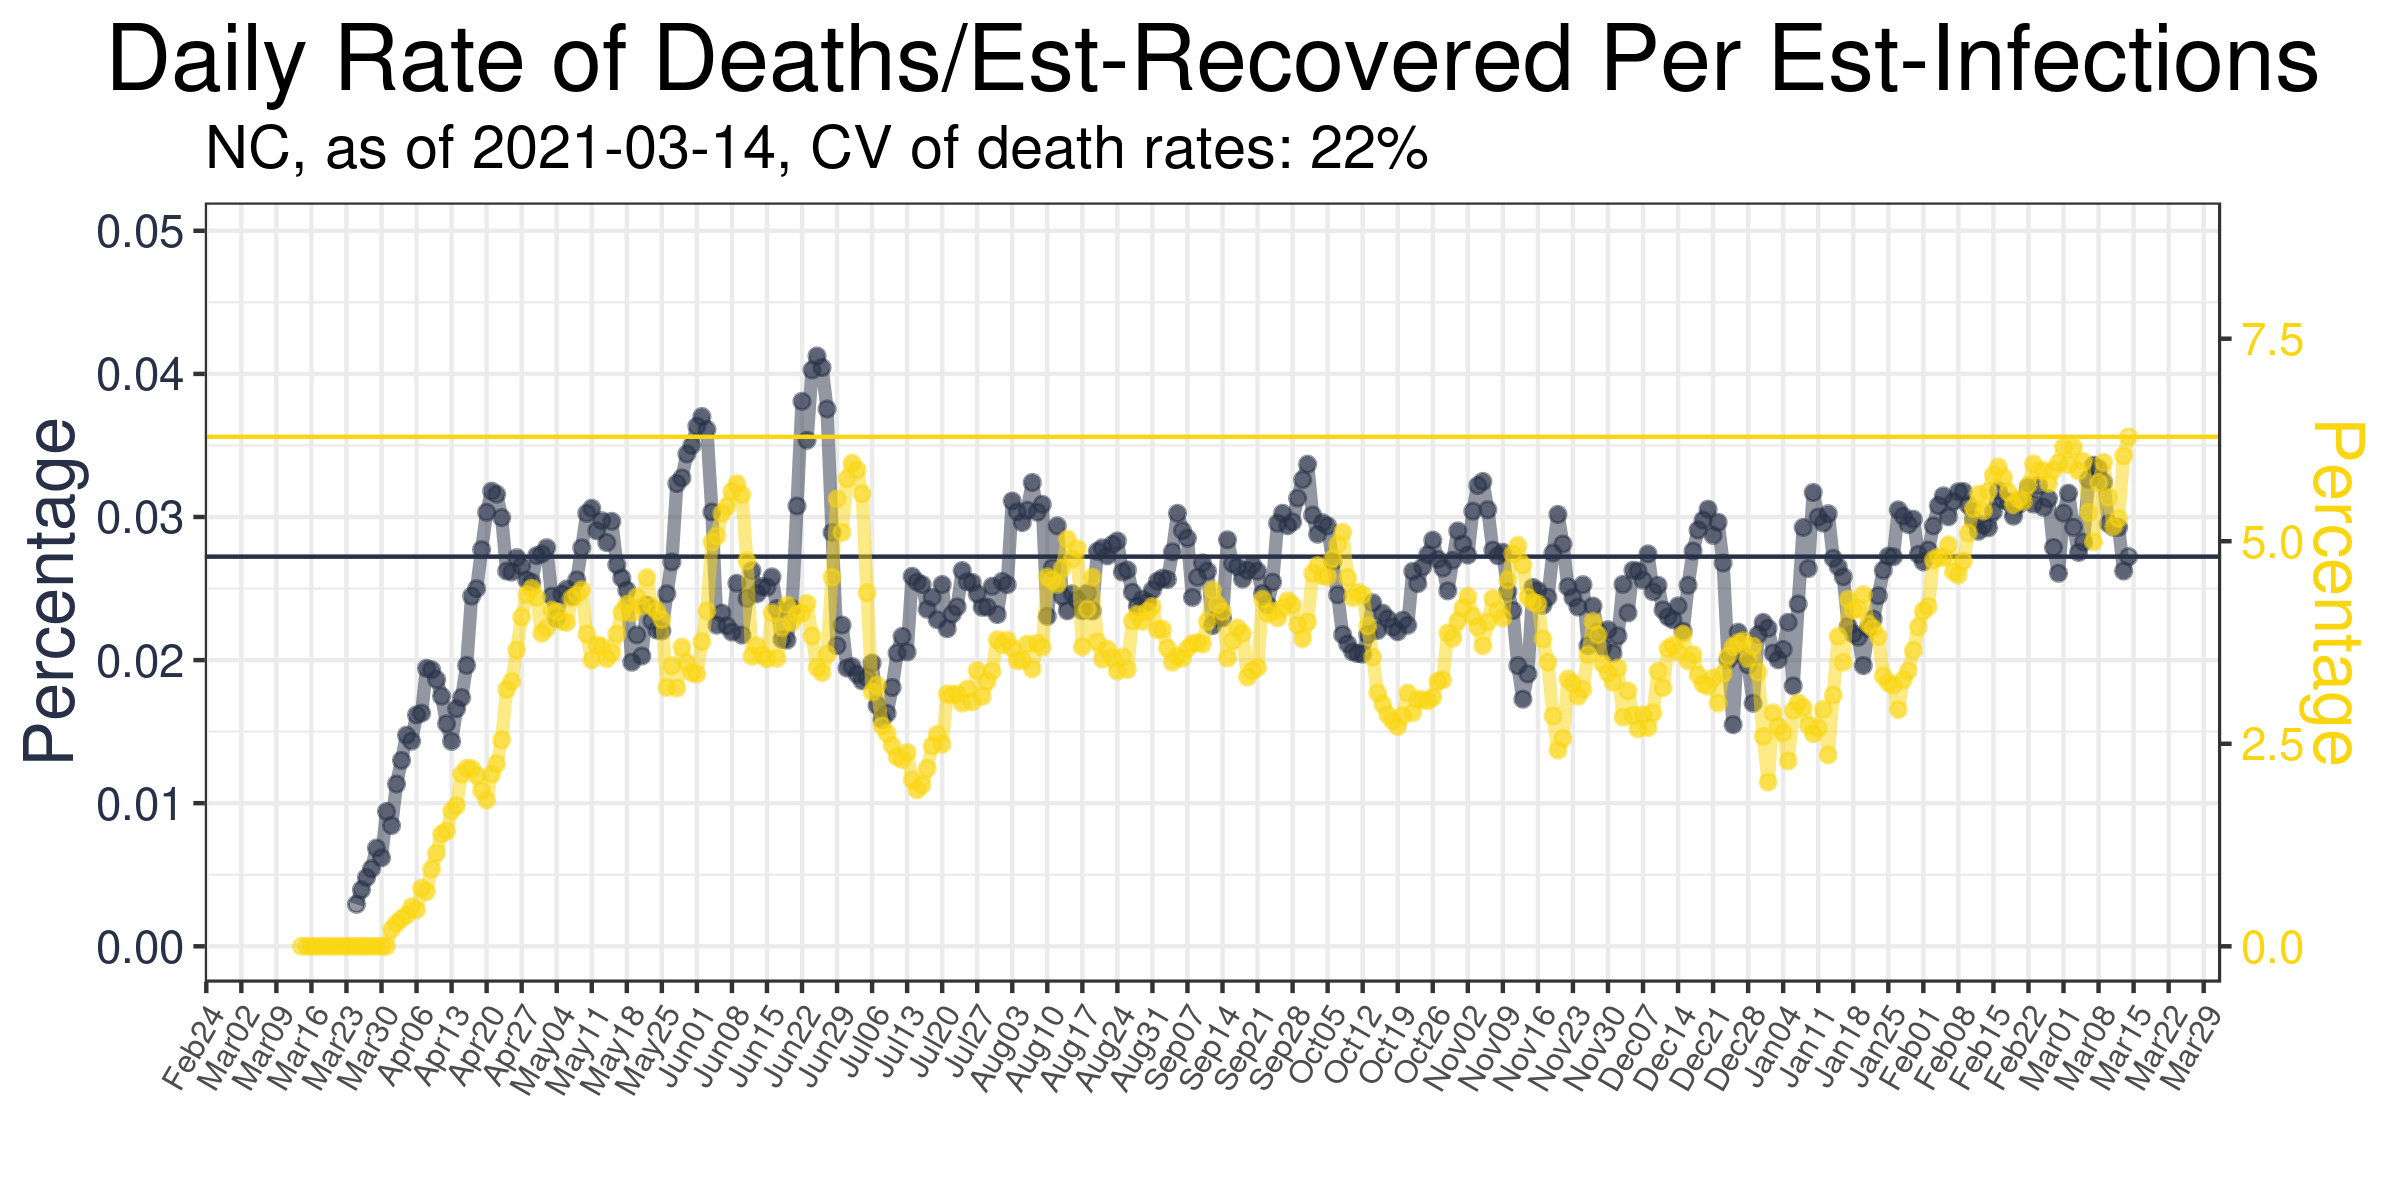 Daily Rate of Deaths/Est-Recovered Per Est-Infections
NC, as of 2021-03-14, CV of death rates: 22%
Percentage
0.05
0.04
0.03
0.02
0.01
0.00
7.5
5.0
2.5
0.0
Percentage
Feb24
Mar02
Mar09
Mar16
Mar23
Mar30
Apr06
Apr13
Apr20
Apr27
May04
May11
May18
May25
Jun01
Jun08
Jun15
Jun22
Jun29
Jul06
Jul13
Jul20
Jul27
Aug03
Aug10
Aug17
Aug24
Aug31
Sep07
Sep14
Sep21
Sep28
Oct05
Oct12
Oct19
Oct26
Nov02
Nov09
Nov16
Nov23
Nov30
Dec07
Dec14
Dec21
Dec28
Jan04
Jan11
Jan18
Jan25
Feb01
Feb08
Feb15
Feb22
Mar01
Mar08
Mar15
Mar22
Mar29